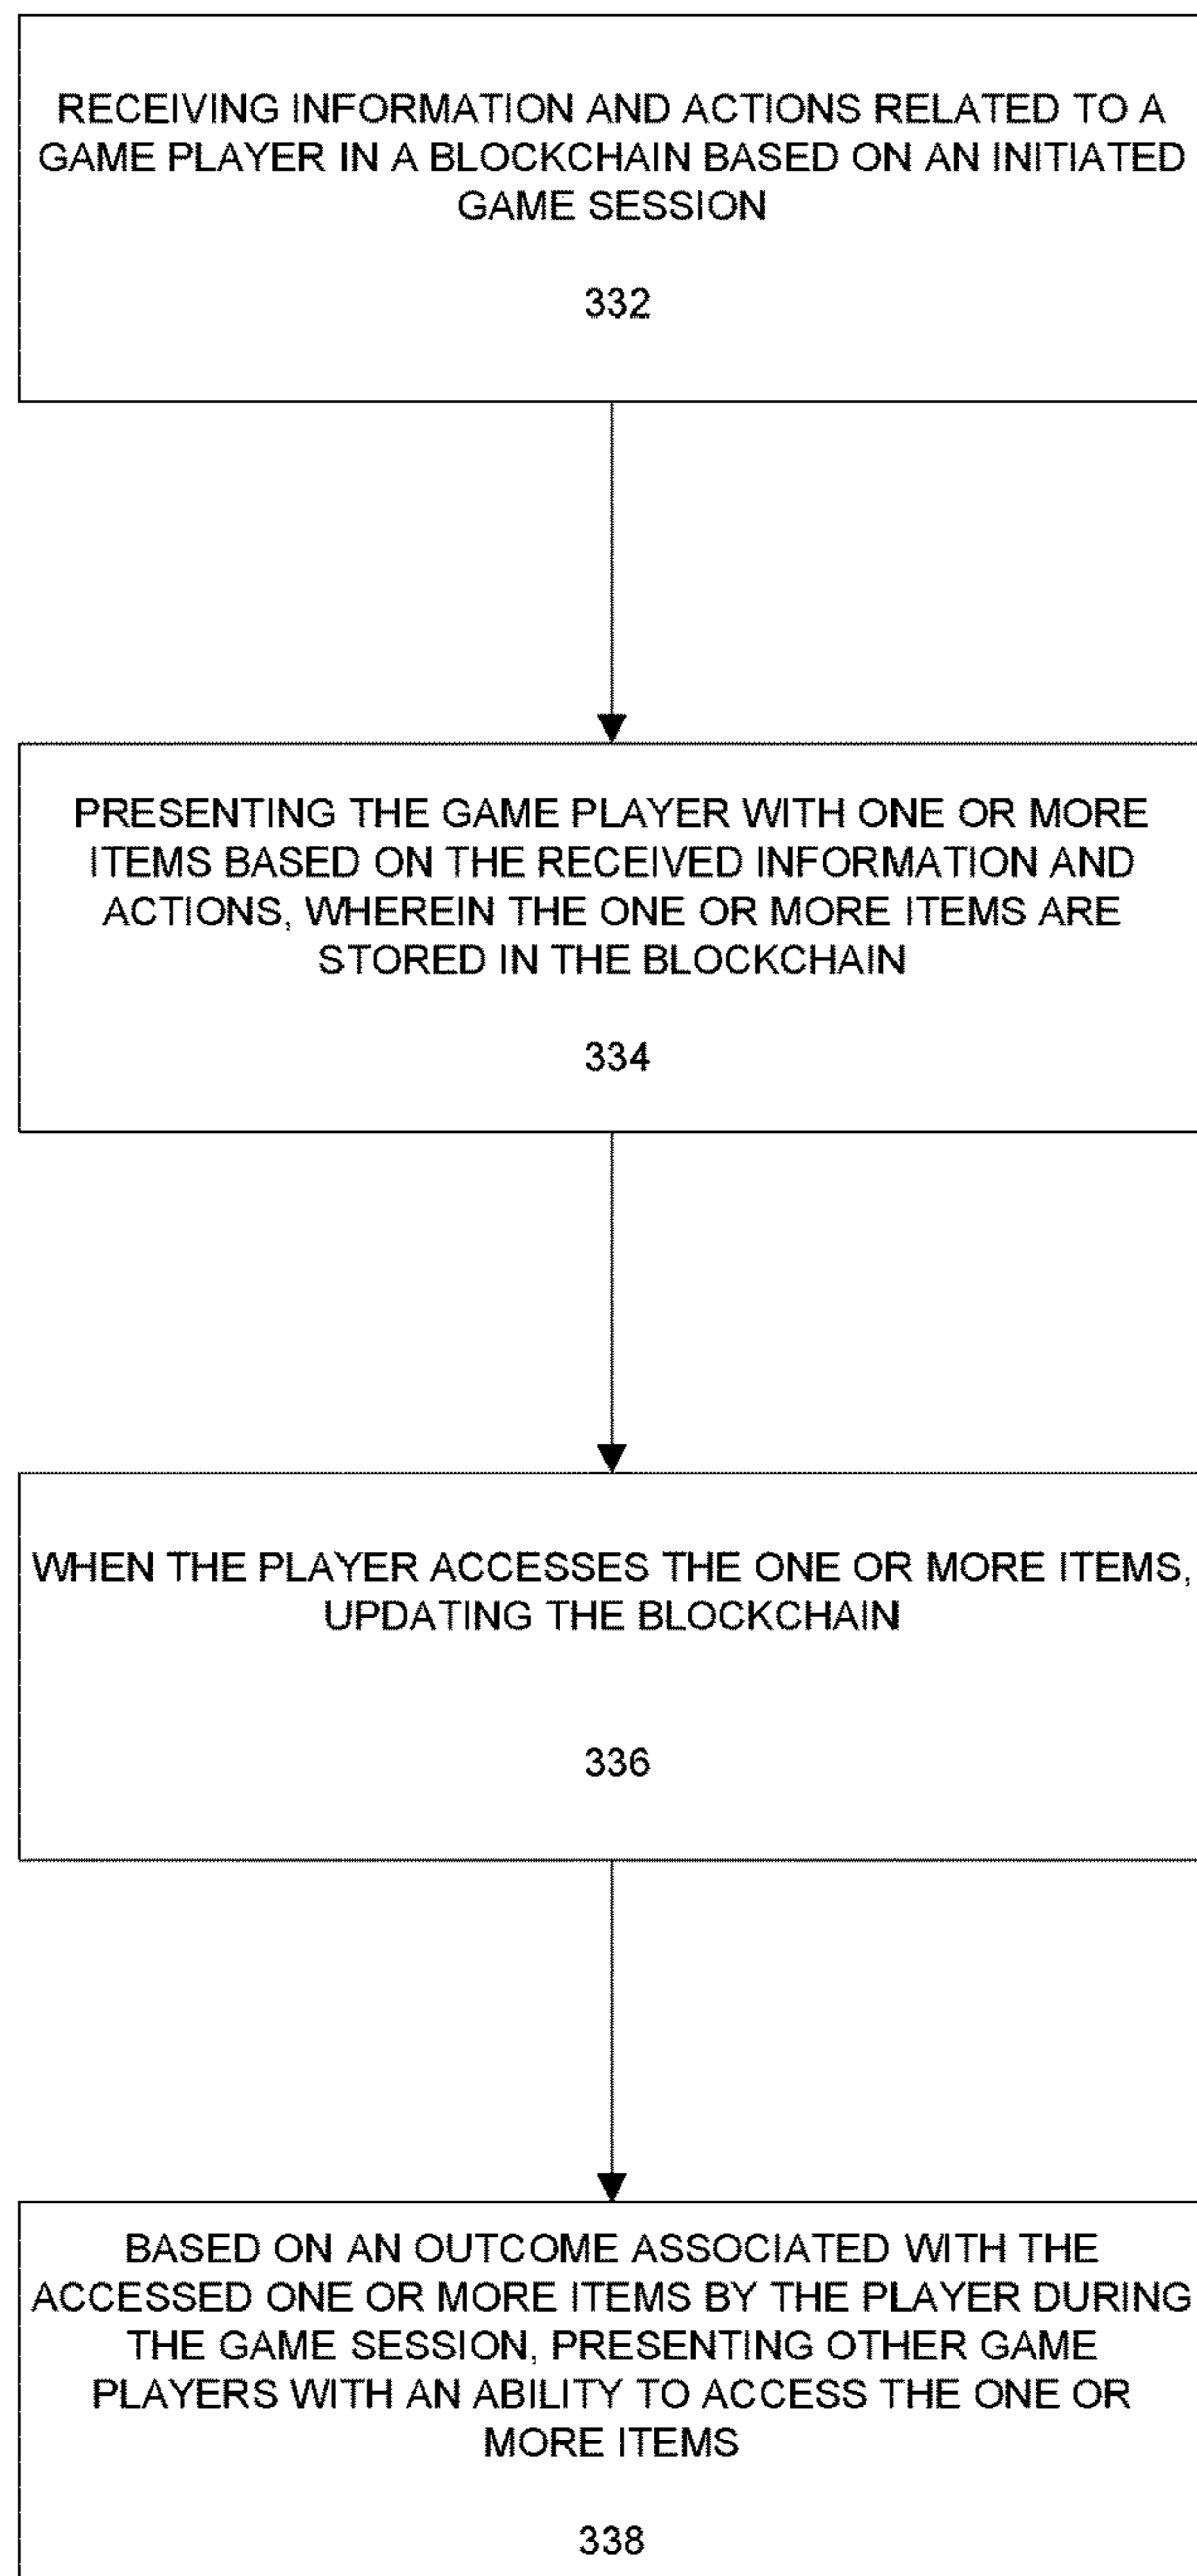 RECEIVING INFORMATION AND ACTIONS RELATED TO A
GAME PLAYER IN A BLOCKCHAIN BASED ON AN INITIATED
GAME SESSION
332
PRESENTING THE GAME PLAYER WITH ONE OR MORE
ITEMS BASED ON THE RECEIVED INFORMATION AND
ACTIONS, WHEREIN THE ONE OR MORE ITEMS ARE
STORED IN THE BLOCKCHAIN
334
WHEN THE PLAYER ACCESSES THE ONE OR MORE ITEMS,
UPDATING THE BLOCKCHAIN
336
BASED ON AN OUTCOME ASSOCIATED WITH THE
ACCESSED ONE OR MORE ITEMS BY THE PLAYER DURING
THE GAME SESSION, PRESENTING OTHER GAME
PLAYERS WITH AN ABILITY TO ACCESS THE ONE OR
MORE ITEMS
338